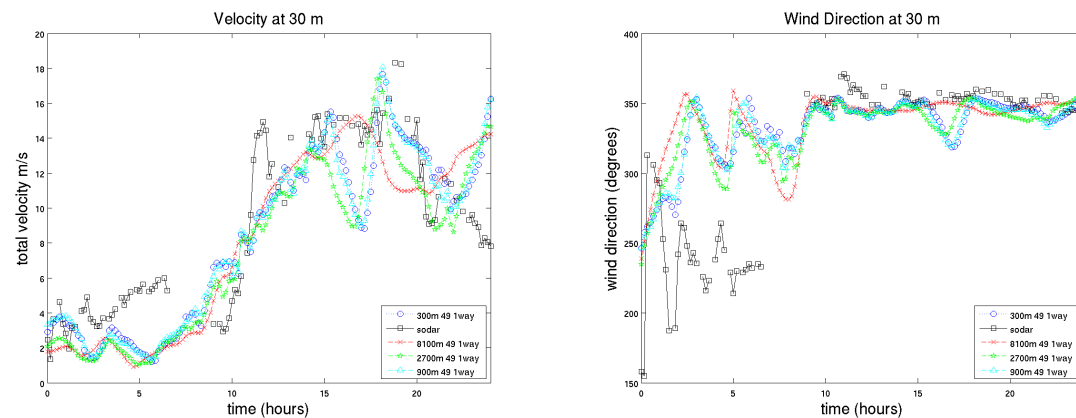 Velocity at 30 m
20
18
16
14
12
10
8
6
4
2
0
total velocity m/s
0 5 10 15 20
time (hours)
300m 49 1way
sodar
8100m 49 1way
2700m 49 1way
900m 49 1way
Wind Direction at 30 m
400
350
300
250
200
150
wind direction (degrees)
0 5 10 15 20
time (hours)
300m 49 1way
sodar
8100m 49 1way
2700m 49 1way
900m 49 1way